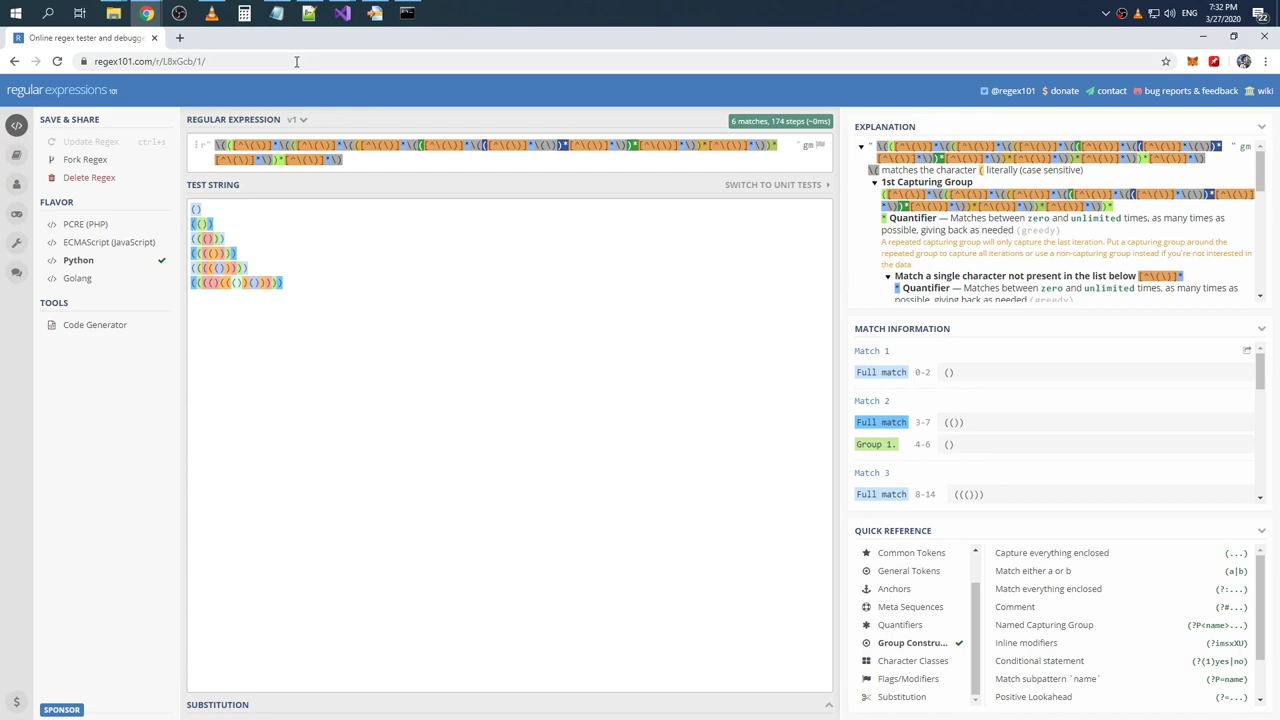 ENG
7:32 PM
3/27/2020
22
Online regex tester and debugge
regex101.com/r/L8xGcb/1/
regular expressions 101
@regex101
donate
contact
bug reports & feedback
wiki
SAVE & SHARE
Update Regex ctrl+s
Fork Regex
Delete Regex
FLAVOR
PCRE (PHP)
ECMAScript (JavaScript)
Python
Golang
TOOLS
Code Generator
SPONSOR
REGULAR EXPRESSION v1
6 matches, 174 steps (~0ms)
TEST STRING
SWITCH TO UNIT TESTS
()
(())
((()))
(((())))
((((()))))
SUBSTITUTION
EXPLANATION
\( matches the character ( literally (case sensitive)
1st Capturing Group
* Quantifier — Matches between zero and unlimited times, as many times as
possible, giving back as needed (greedy)
A repeated capturing group will only capture the last iteration. Put a capturing group around the
repeated group to capture all iterations or use a non-capturing group instead if you're not interested in
the data
Match a single character not present in the list below [^\(\)]*
* Quantifier — Matches between zero and unlimited times, as many times as
possible, giving back as needed (greedy)
MATCH INFORMATION
Match 1
Full match 0-2 ()
Match 2
Full match 3-7 (())
Group 1. 4-6 ()
Match 3
Full match 8-14 ((()))
QUICK REFERENCE
Common Tokens
General Tokens
Anchors
Meta Sequences
Quantifiers
Group Constru...
Character Classes
Flags/Modifiers
Substitution
Capture everything enclosed (...)
Match either a or b (a|b)
Match everything enclosed (?:...)
Comment (?#...)
Named Capturing Group (?P<name>...)
Inline modifiers (?imsxXU)
Conditional statement (?(1)yes|no)
Match subpattern `name` (?P=name)
Positive Lookahead (?=...)